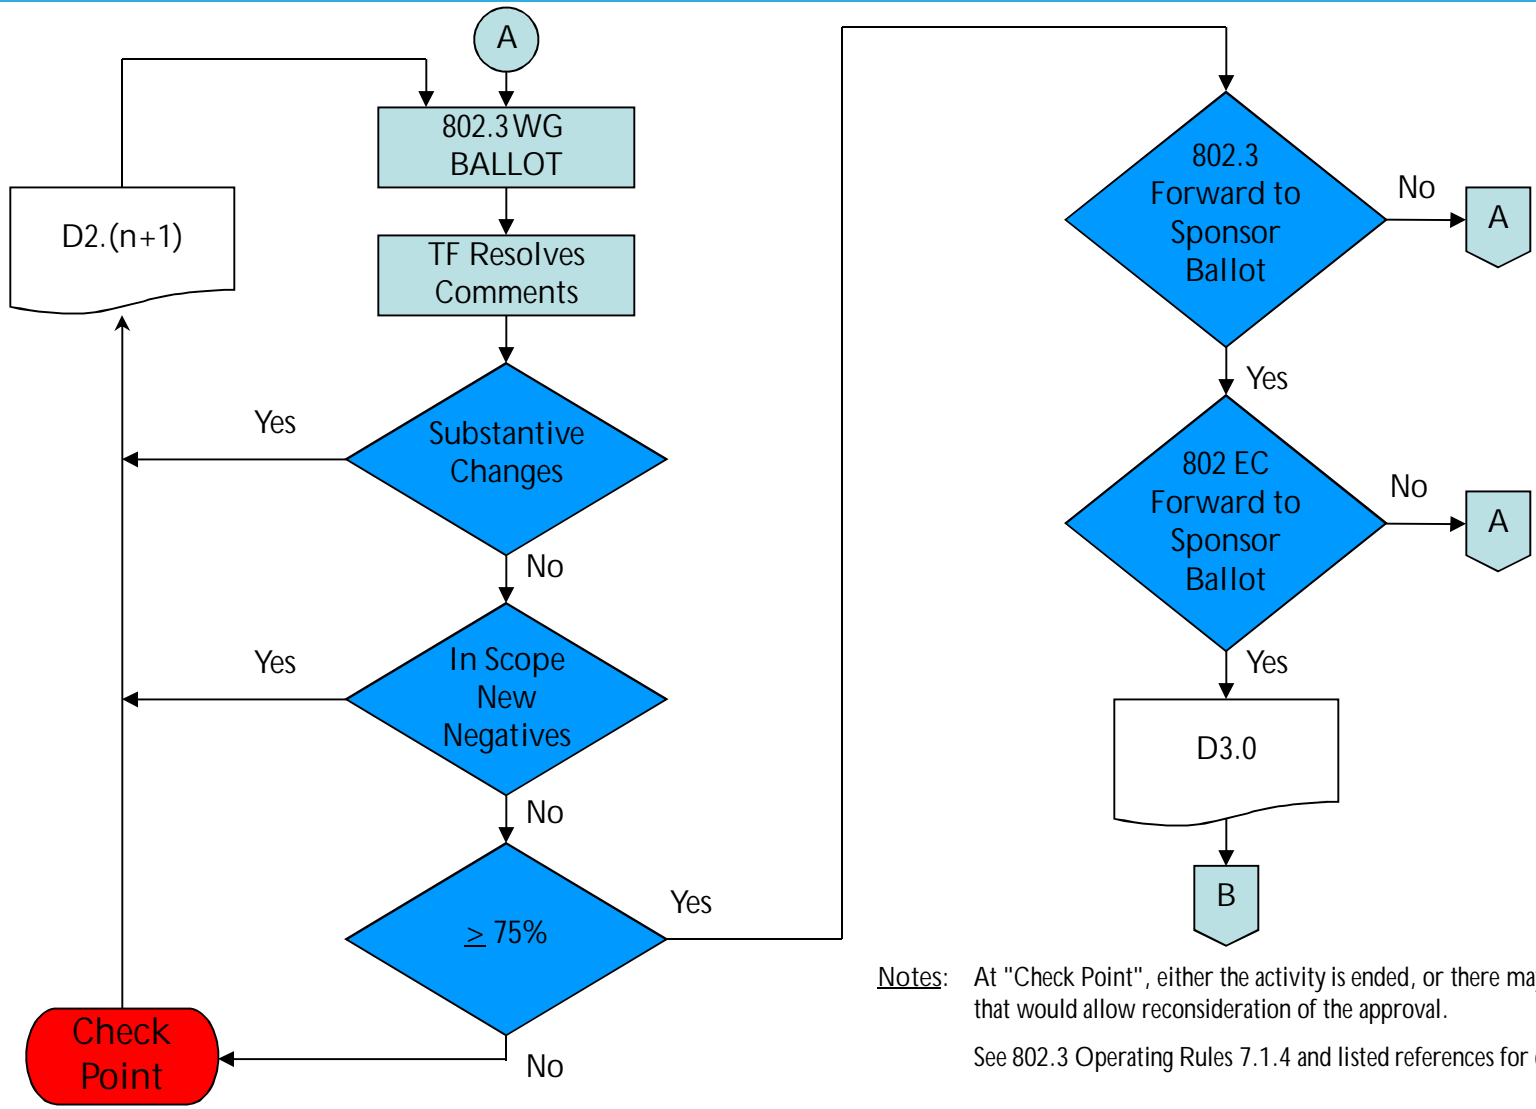 A
802.3 WG
BALLOT
D2.(n+1)
TF Resolves
Comments
Yes
Substantive
Changes
No
Yes
In Scope
New
Negatives
No
≥ 75%
Yes
Check
Point
No
802.3
Forward to
Sponsor
Ballot
No
A
Yes
802 EC
Forward to
Sponsor
Ballot
No
A
Yes
D3.0
B
Notes: At "Check Point", either the activity is ended, or there
that would allow reconsideration of the approval.
See 802.3 Operating Rules 7.1.4 and listed references for